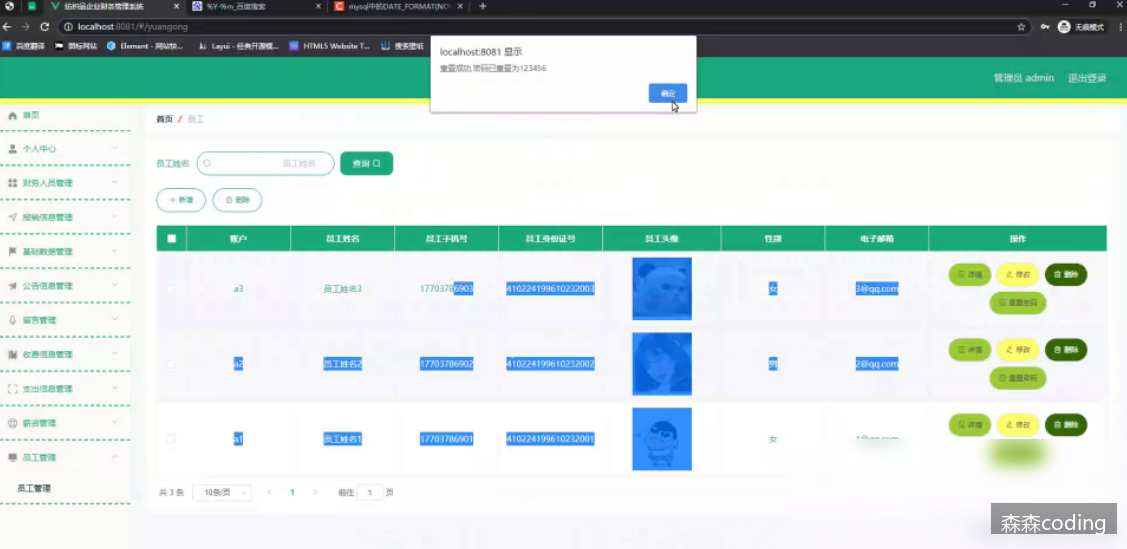 纺织品企业财务管理系统
%Y-%m_百度搜索
mysql中的DATE_FORMAT(NO
localhost:8081/#/yuangong
无痕模式
百度翻译
图标网站
Element - 网站快...
Layui - 经典开源模...
HTML5 Website T...
搜索壁纸
localhost:8081 显示
重置成功,密码已重置为123456
确定
管理员 admin
退出登录
首页
个人中心
财务人员管理
报销信息管理
基础数据管理
公告信息管理
留言管理
收费信息管理
支出信息管理
薪资管理
员工管理
员工管理
首页 / 员工
员工姓名
员工姓名
查询
+ 新增
删除
账户 员工姓名 员工手机号 员工身份证号 员工头像 性别 电子邮箱 操作
a3 员工姓名3 17703786903 410224199610232003 女 3@qq.com 详情 修改 删除
重置密码
a2 员工姓名2 17703786902 410224199610232002 男 2@qq.com 详情 修改 删除
重置密码
a1 员工姓名1 17703786901 410224199610232001 女 1@qq.com 详情 修改 删除
共 3 条 10条/页 1 前往 1 页
森森coding